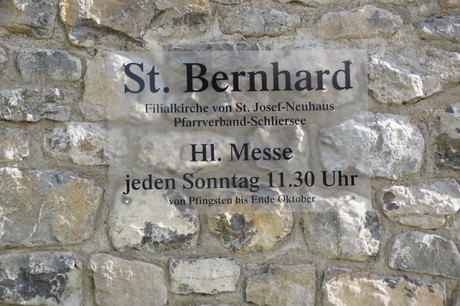 St. Bernhard
Filialkirche von St. Josef-Neuhaus
Pfarrverband-Schliersee
Hl. Messe
jeden Sonntag 11.30 Uhr
von Pfingsten bis Ende Oktober